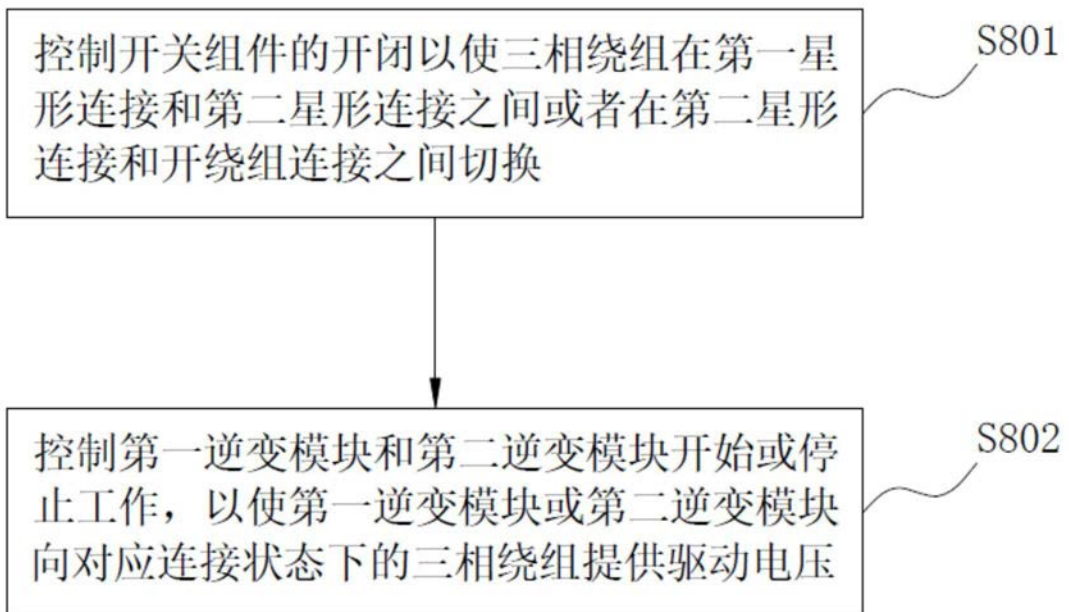 控制开关组件的开闭以使三相绕组在第一星
形连接和第二星形连接之间或者在第二星形
连接和开绕组连接之间切换
S801
控制第一逆变模块和第二逆变模块开始或停
止工作，以使第一逆变模块或第二逆变模块
向对应连接状态下的三相绕组提供驱动电压
S802